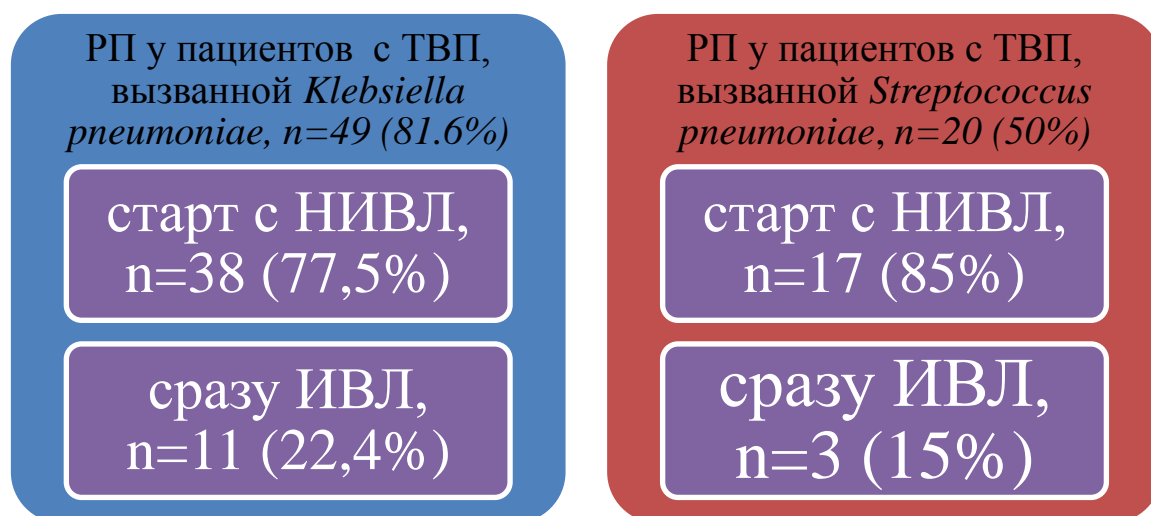 РП у пациентов с ТВП,
вызванной Klebsiella
pneumoniae, n=49 (81.6%)
старт с НИВЛ,
n=38 (77,5%)
сразу ИВЛ,
n=11 (22,4%)
РП у пациентов с ТВП,
вызванной Streptococcus
pneumoniae, n=20 (50%)
старт с НИВЛ,
n=17 (85%)
сразу ИВЛ,
n=3 (15%)